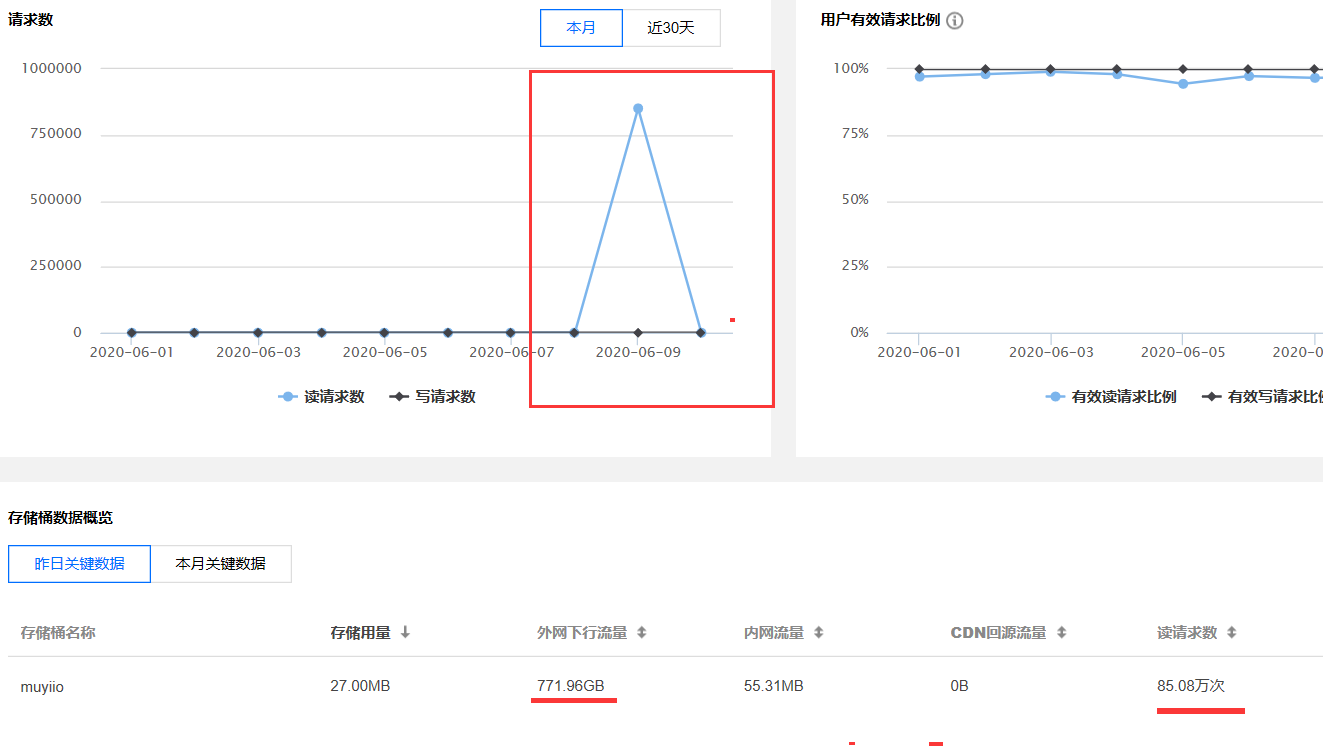 请求数
本月 近30天
1000000
750000
500000
250000
0
2020-06-01 2020-06-03 2020-06-05 2020-06-07 2020-06-09
读请求数 写请求数
用户有效请求比例
100%
75%
50%
25%
0%
2020-06-01 2020-06-03 2020-06-05 2020-0
有效读请求比例 有效写请求比例
存储桶数据概览
昨日关键数据 本月关键数据
存储桶名称 存储用量 外网下行流量 内网流量 CDN回源流量 读请求数
muyiio 27.00MB 771.96GB 55.31MB 0B 85.08万次